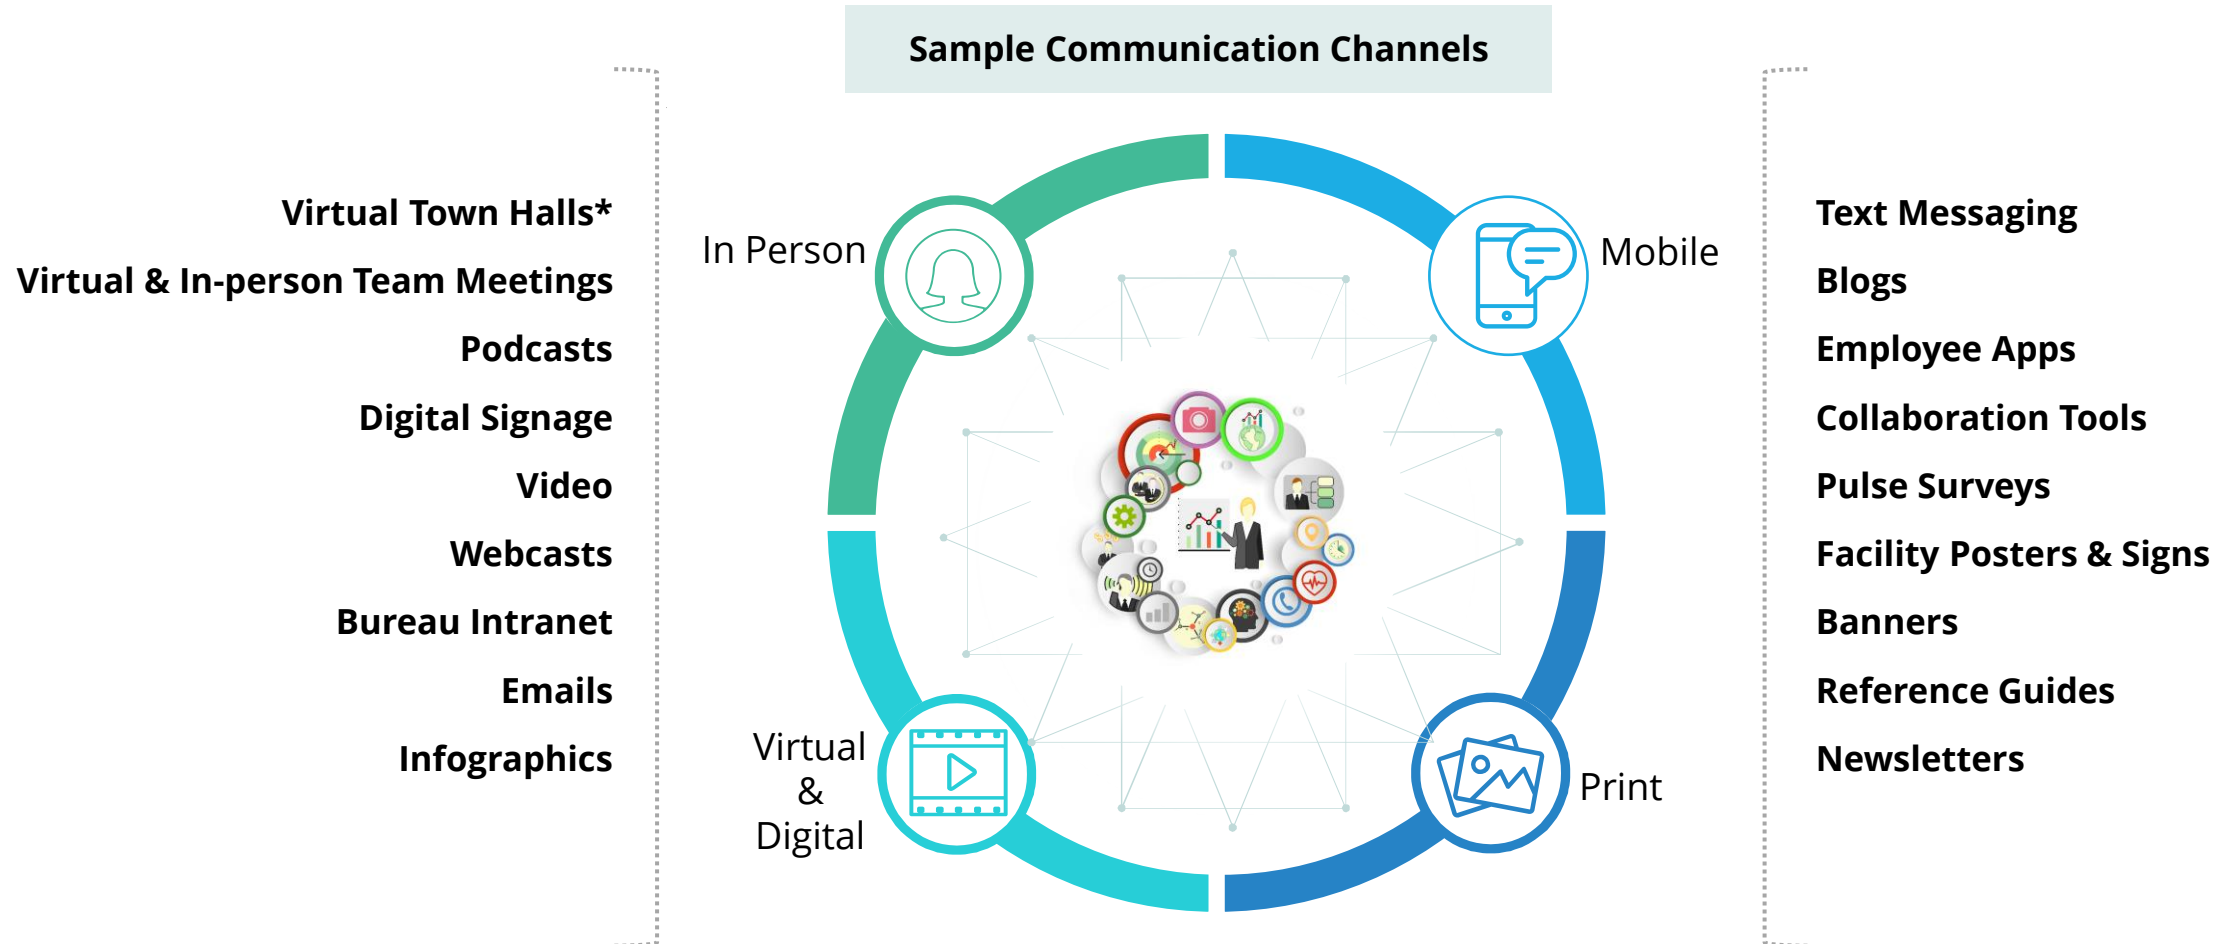 Sample Communication Channels
Virtual Town Halls*
Virtual & In-person Team Meetings
Podcasts
Digital Signage
Video
Webcasts
Bureau Intranet
Emails
Infographics
In Person
Virtual
&
Digital
Mobile
Print
Text Messaging
Blogs
Employee Apps
Collaboration Tools
Pulse Surveys
Facility Posters & Signs
Banners
Reference Guides
Newsletters